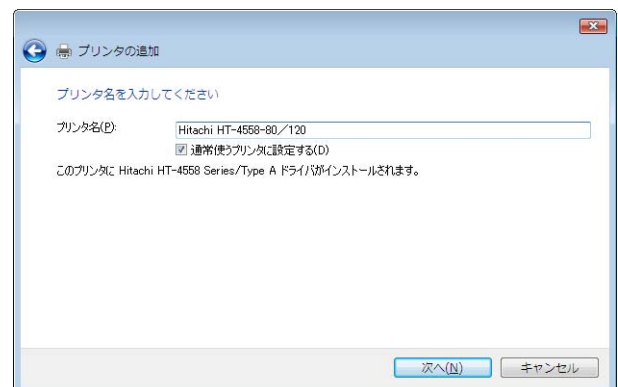 プリンタの追加
プリンタ名を入力してください
プリンタ名(P): Hitachi HT-4558-80／120
通常使うプリンタに設定する(D)
このプリンタに Hitachi HT-4558 Series/Type A ドライバがインストールされます。
次へ(N) キャンセル